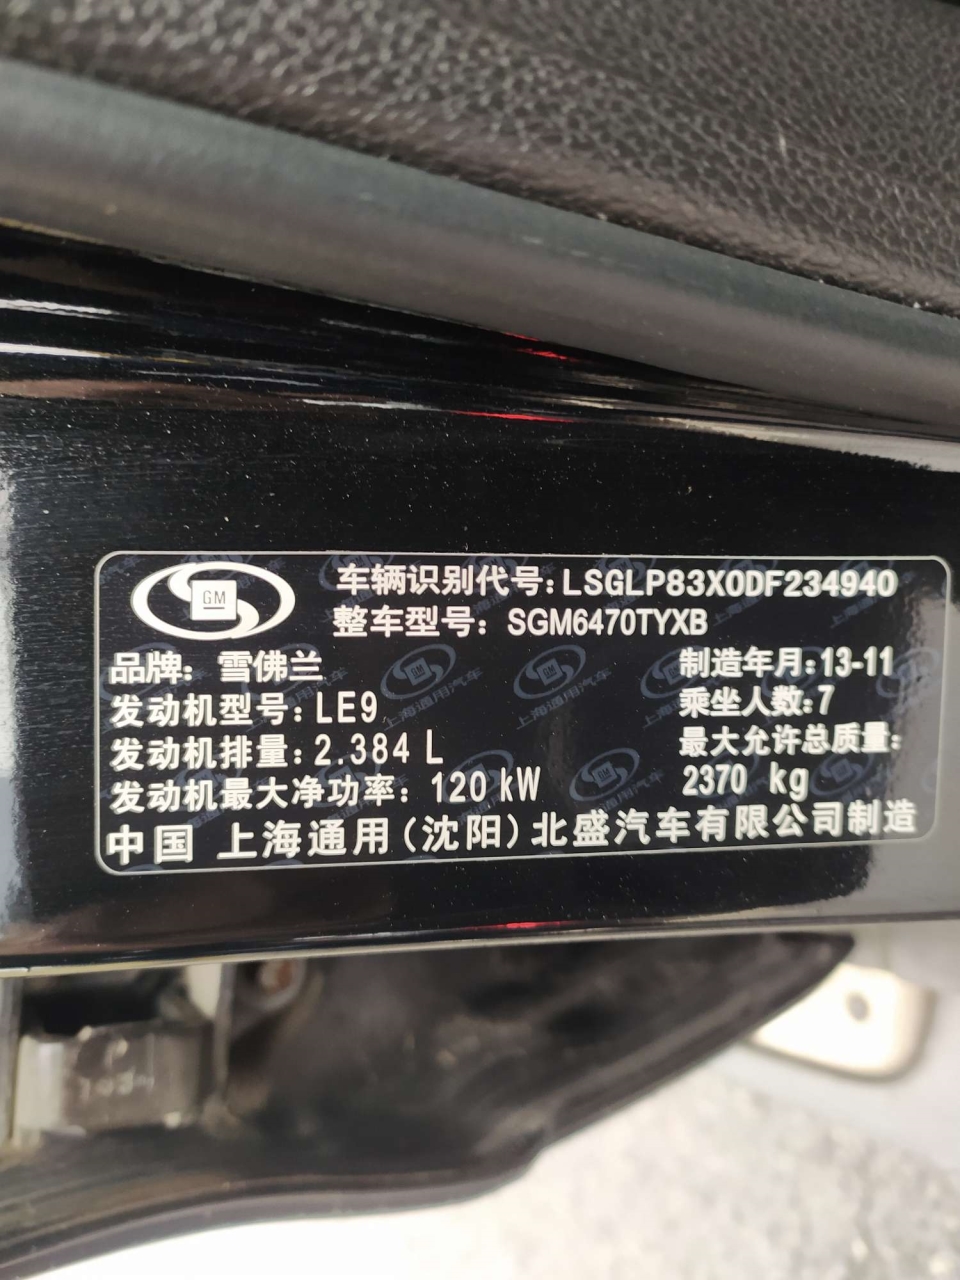 GM
车辆识别代号:LSGLP83X0DF234940
整车型号: SGM6470TYXB
品牌: 雪佛兰
制造年月:13-11
发动机型号: LE9
乘坐人数:7
发动机排量: 2.384 L
最大允许总质量:
2370 kg
发动机最大净功率: 120 kW
中国 上海通用(沈阳)北盛汽车有限公司制造